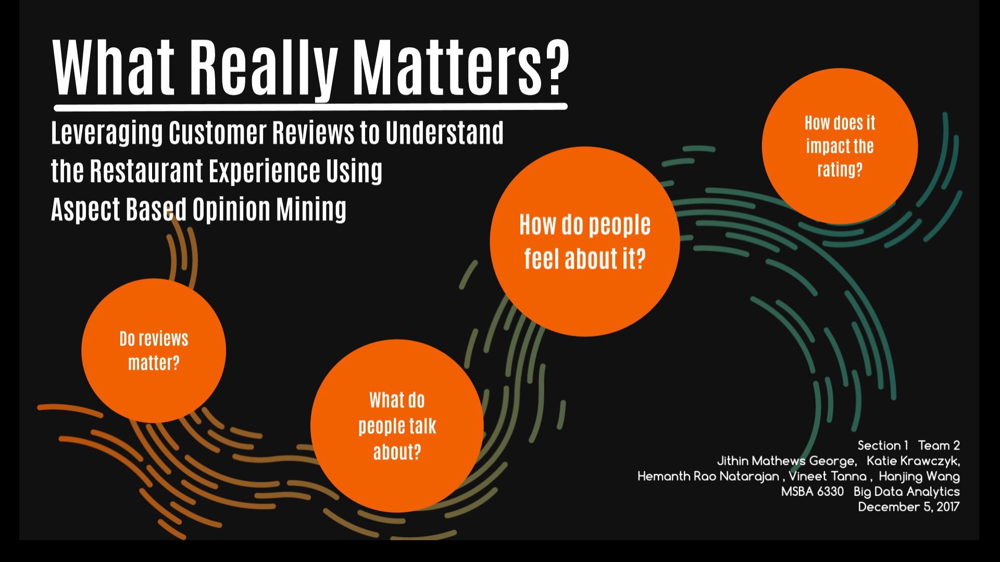 What Really Matters?
Leveraging Customer Reviews to Understand
the Restaurant Experience Using
Aspect Based Opinion Mining
Do reviews
matter?
What do
people talk
about?
How do people
feel about it?
How does it
impact the
rating?
Section 1 Team 2
Jithin Mathews George, Katie Krawczyk,
Hemanth Rao Natarajan , Vineet Tanna , Hanjing Wang
MSBA 6330 Big Data Analytics
December 5, 2017